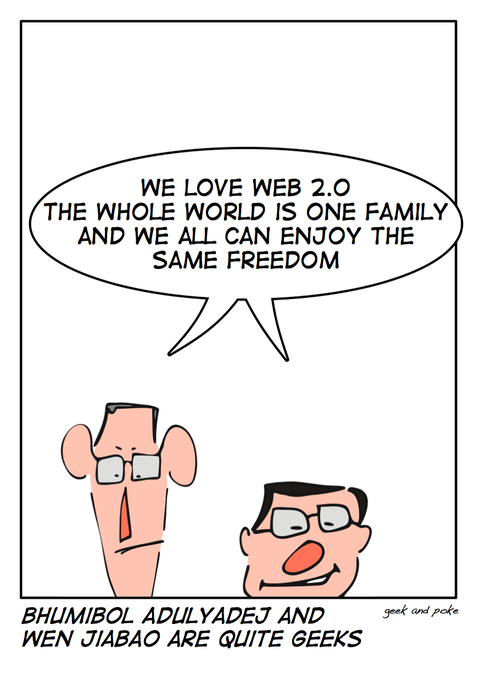 WE LOVE WEB 2.0
THE WHOLE WORLD IS ONE FAMILY
AND WE ALL CAN ENJOY THE
SAME FREEDOM
geek and poke
BHUMIBOL ADULYADEJ AND
WEN JIABAO ARE QUITE GEEKS